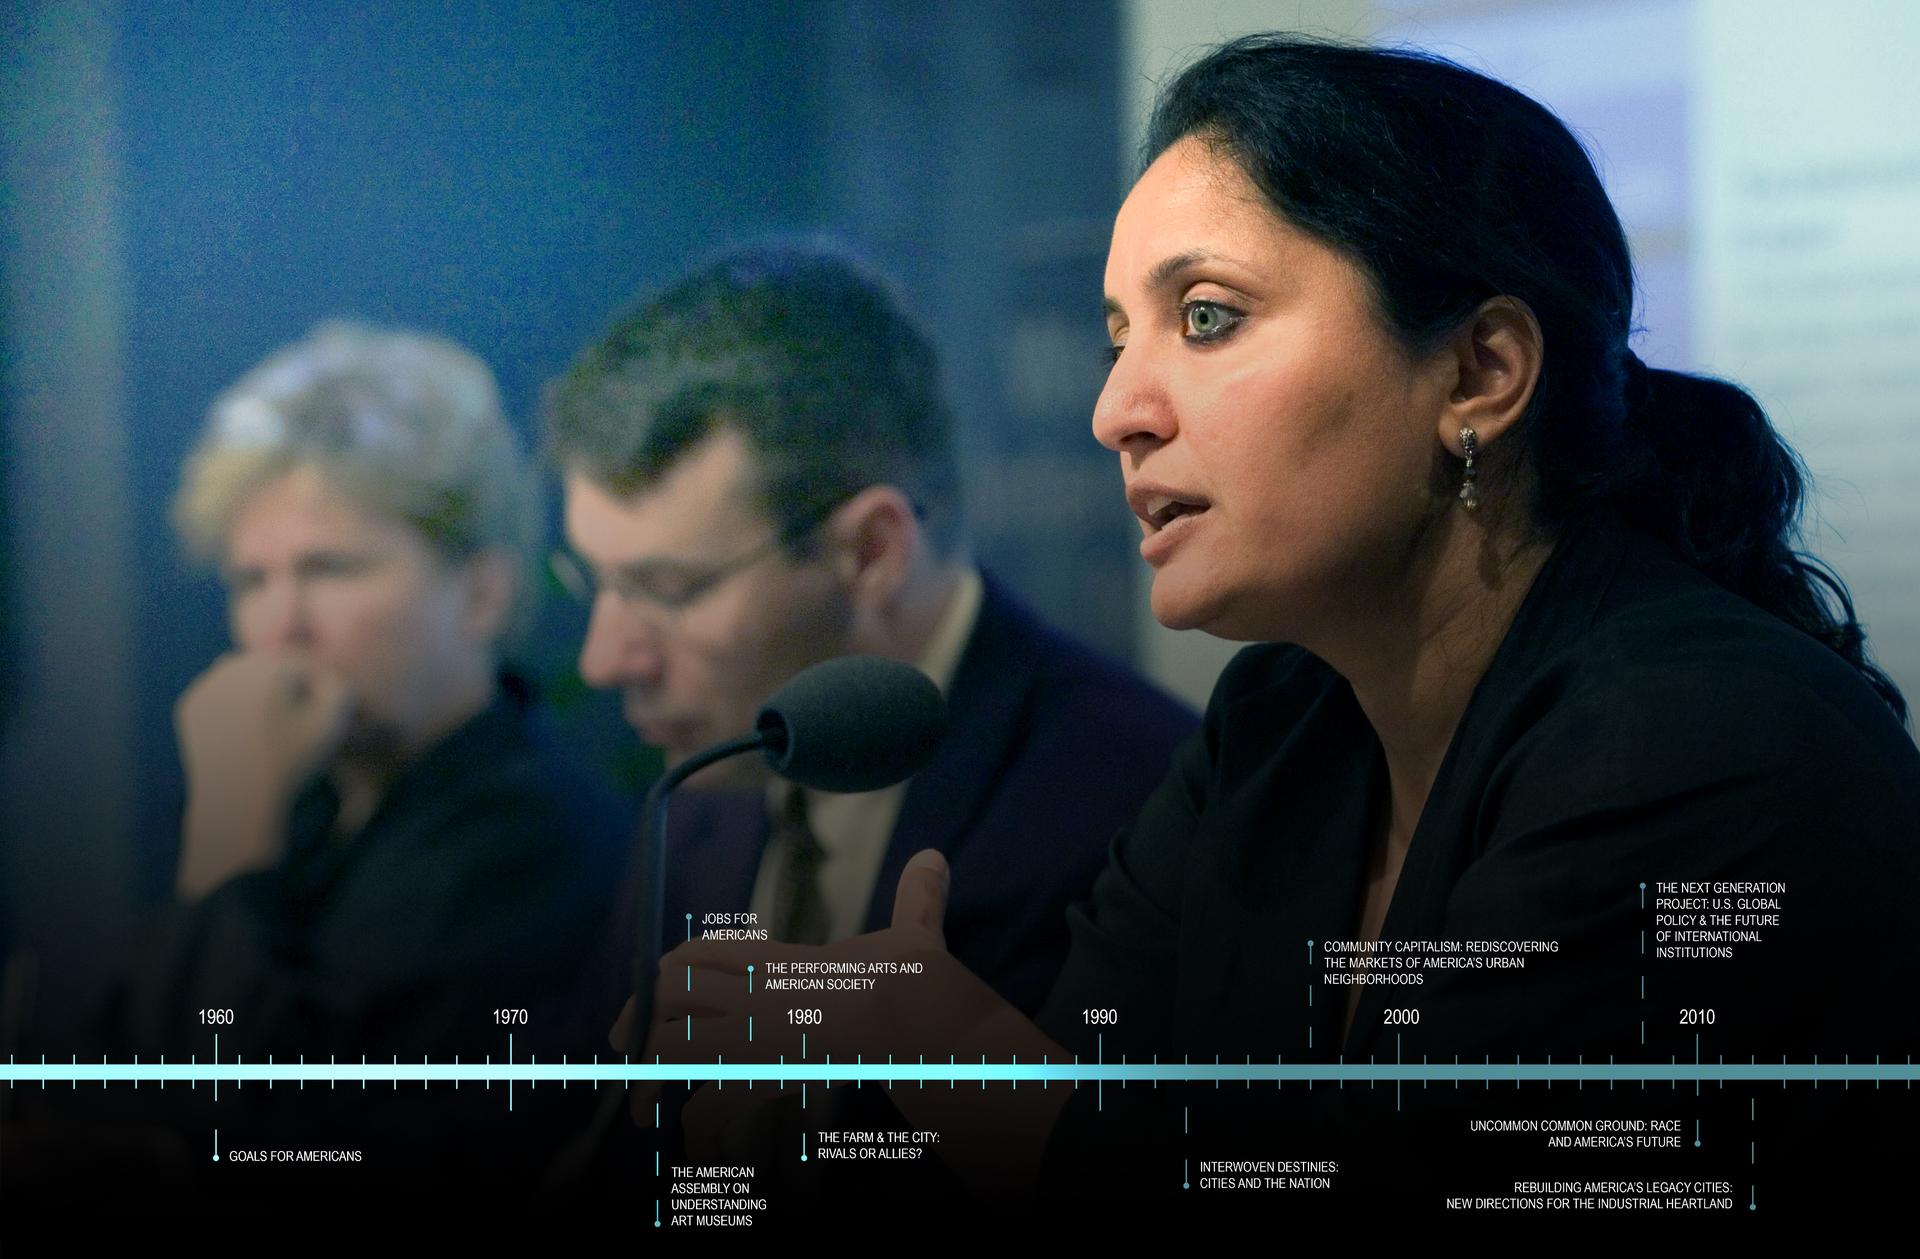 JOBS FOR
AMERICANS
THE PERFORMING ARTS AND
AMERICAN SOCIETY
COMMUNITY CAPITALISM: REDISCOVERING
THE MARKETS OF AMERICA'S URBAN
NEIGHBORHOODS
THE NEXT GENERATION
PROJECT: U.S. GLOBAL
POLICY & THE FUTURE
OF INTERNATIONAL
INSTITUTIONS
1960
1970
1980
1990
2000
2010
GOALS FOR AMERICANS
THE AMERICAN
ASSEMBLY ON
UNDERSTANDING
ART MUSEUMS
THE FARM & THE CITY:
RIVALS OR ALLIES?
INTERWOVEN DESTINIES:
CITIES AND THE NATION
UNCOMMON COMMON GROUND: RACE
AND AMERICA'S FUTURE
REBUILDING AMERICA'S LEGACY CITIES:
NEW DIRECTIONS FOR THE INDUSTRIAL HEARTLAND